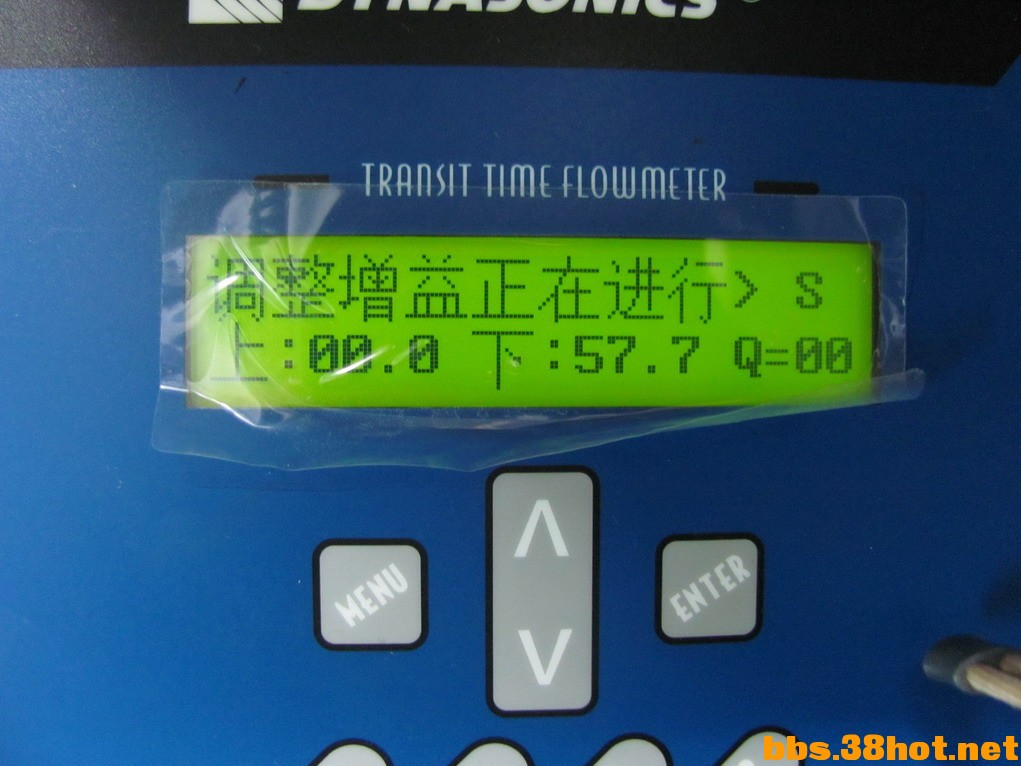 DYNASONICS
TRANSIT TIME FLOWMETER
调整增益正在进行> S
上:00.0 下:57.7 Q=00
MENU
ENTER
bbs.38hot.net